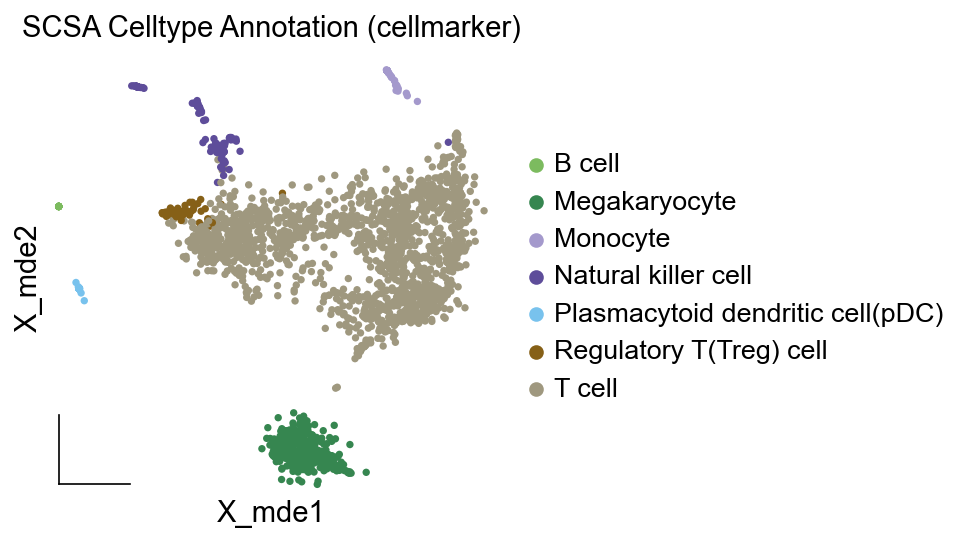 SCSA Celltype Annotation (cellmarker)
B cell
Megakaryocyte
Monocyte
Natural killer cell
Plasmacytoid dendritic cell(pDC)
Regulatory T(Treg) cell
T cell
X_mde2
X_mde1